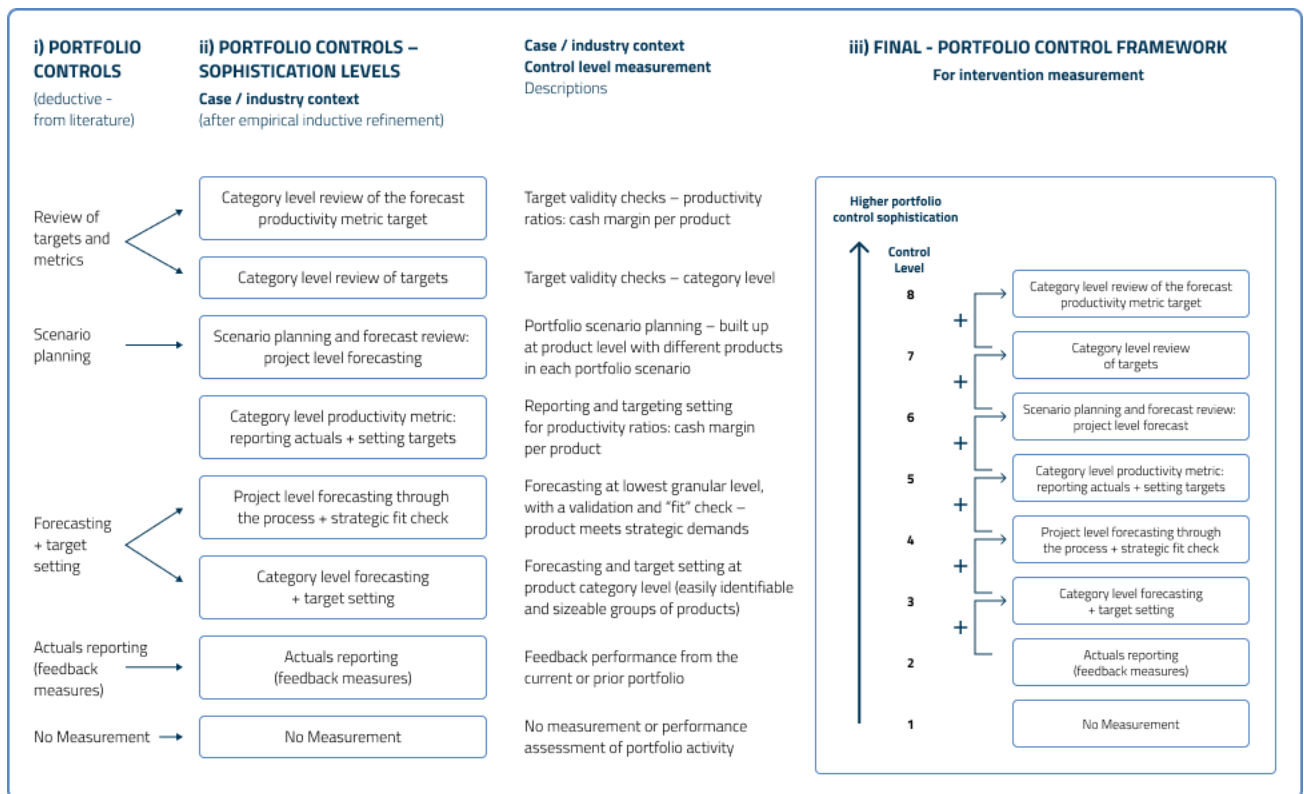 i) PORTFOLIO
CONTROLS
(deductive -
from literature)
ii) PORTFOLIO CONTROLS –
SOPHISTICATION LEVELS
Case / industry context
(after empirical inductive refinement)
Case / industry context
Control level measurement
Descriptions
iii) FINAL - PORTFOLIO CONTROL FRAMEWORK
For intervention measurement
Review of
targets and
metrics
Category level review of the forecast
productivity metric target
Target validity checks – productivity
ratios: cash margin per product
Category level review of targets
Target validity checks – category level
Scenario
planning
Scenario planning and forecast review:
project level forecasting
Portfolio scenario planning – built up
at product level with different products
in each portfolio scenario
Category level productivity metric:
reporting actuals + setting targets
Reporting and targeting setting
for productivity ratios: cash margin
per product
Forecasting
+ target
setting
Project level forecasting through
the process + strategic fit check
Forecasting at lowest granular level,
with a validation and “fit” check –
product meets strategic demands
Category level forecasting
+ target setting
Forecasting and target setting at
product category level (easily identifiable
and sizeable groups of products)
Actuals reporting
(feedback
measures)
Actuals reporting
(feedback measures)
Feedback performance from the
current or prior portfolio
No Measurement
No Measurement
No measurement or performance
assessment of portfolio activity
Higher portfolio
control sophistication
Control
Level
8
+
Category level review of the forecast
productivity metric target
7
+
Category level review
of targets
6
+
Scenario planning and forecast review:
project level forecast
5
+
Category level productivity metric:
reporting actuals + setting targets
4
+
Project level forecasting through
the process + strategic fit check
3
+
Category level forecasting
+ target setting
2
Actuals reporting
(feedback measures)
1
No Measurement